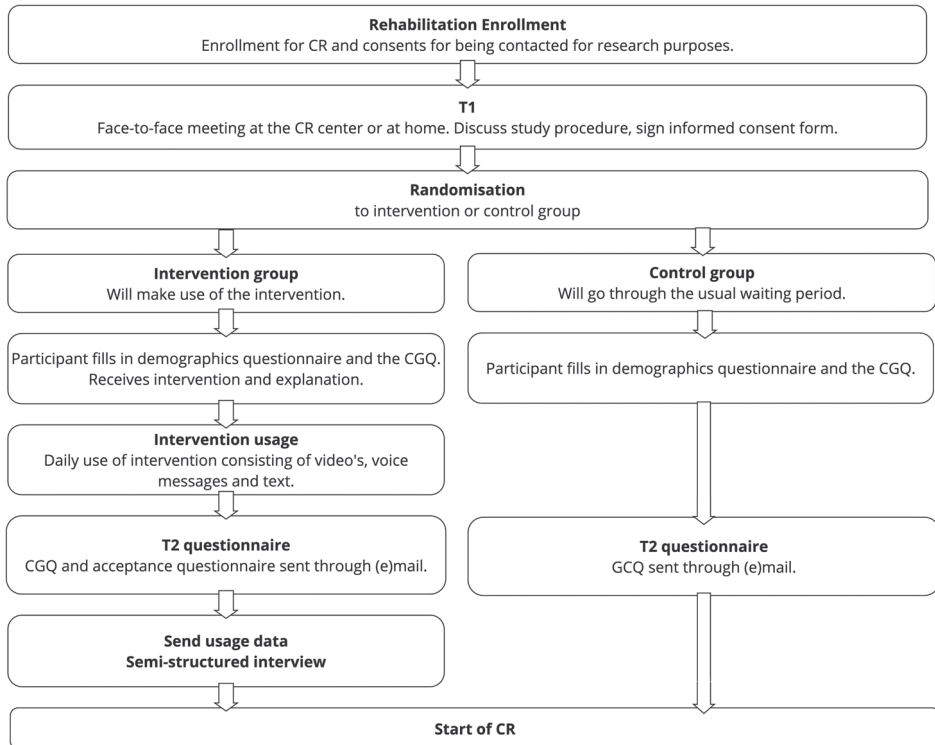 Rehabilitation Enrollment
Enrollment for CR and consents for being contacted for research purposes.
T1
Face-to-face meeting at the CR center or at home. Discuss study procedure, sign informed consent form.
Randomisation
to intervention or control group
Intervention group
Will make use of the intervention.
Control group
Will go through the usual waiting period.
Participant fills in demographics questionnaire and the CGQ.
Receives intervention and explanation.
Participant fills in demographics questionnaire and the CGQ.
Intervention usage
Daily use of intervention consisting of video's, voice
messages and text.
T2 questionnaire
CGQ and acceptance questionnaire sent through (e)mail.
T2 questionnaire
GCQ sent through (e)mail.
Send usage data
Semi-structured interview
Start of CR